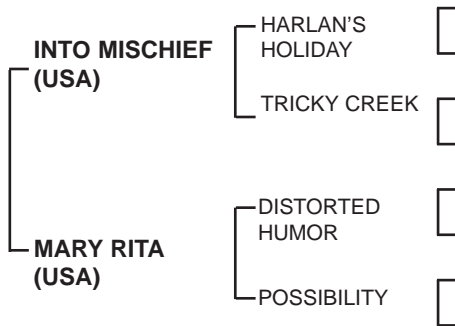 HARLAN'S
HOLIDAY
INTO MISCHIEF
(USA)
TRICKY CREEK
DISTORTED
HUMOR
MARY RITA
(USA)
POSSIBILITY